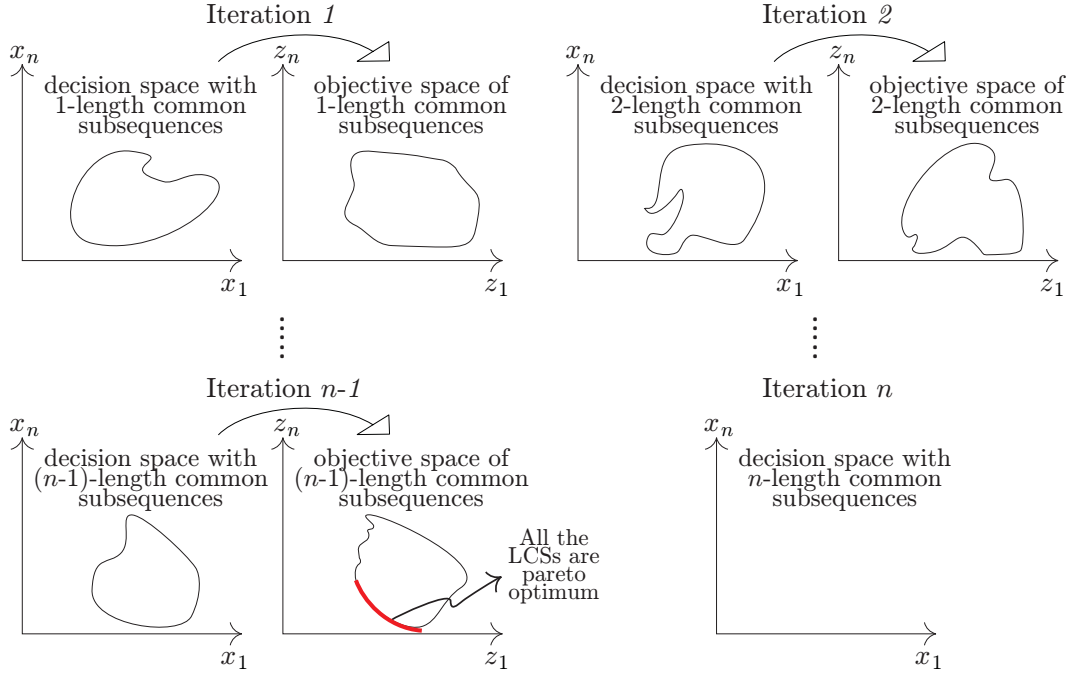 Iteration 1
x_n
z_n
decision space with
1-length common
subsequences
objective space of
1-length common
subsequences
x_1
z_1
Iteration 2
x_n
z_n
decision space with
2-length common
subsequences
objective space of
2-length common
subsequences
x_1
z_1
Iteration n-1
x_n
z_n
decision space with
(n-1)-length common
subsequences
objective space of
(n-1)-length common
subsequences
All the
LCSs are
pareto
optimum
x_1
z_1
Iteration n
x_n
decision space with
n-length common
subsequences
x_1